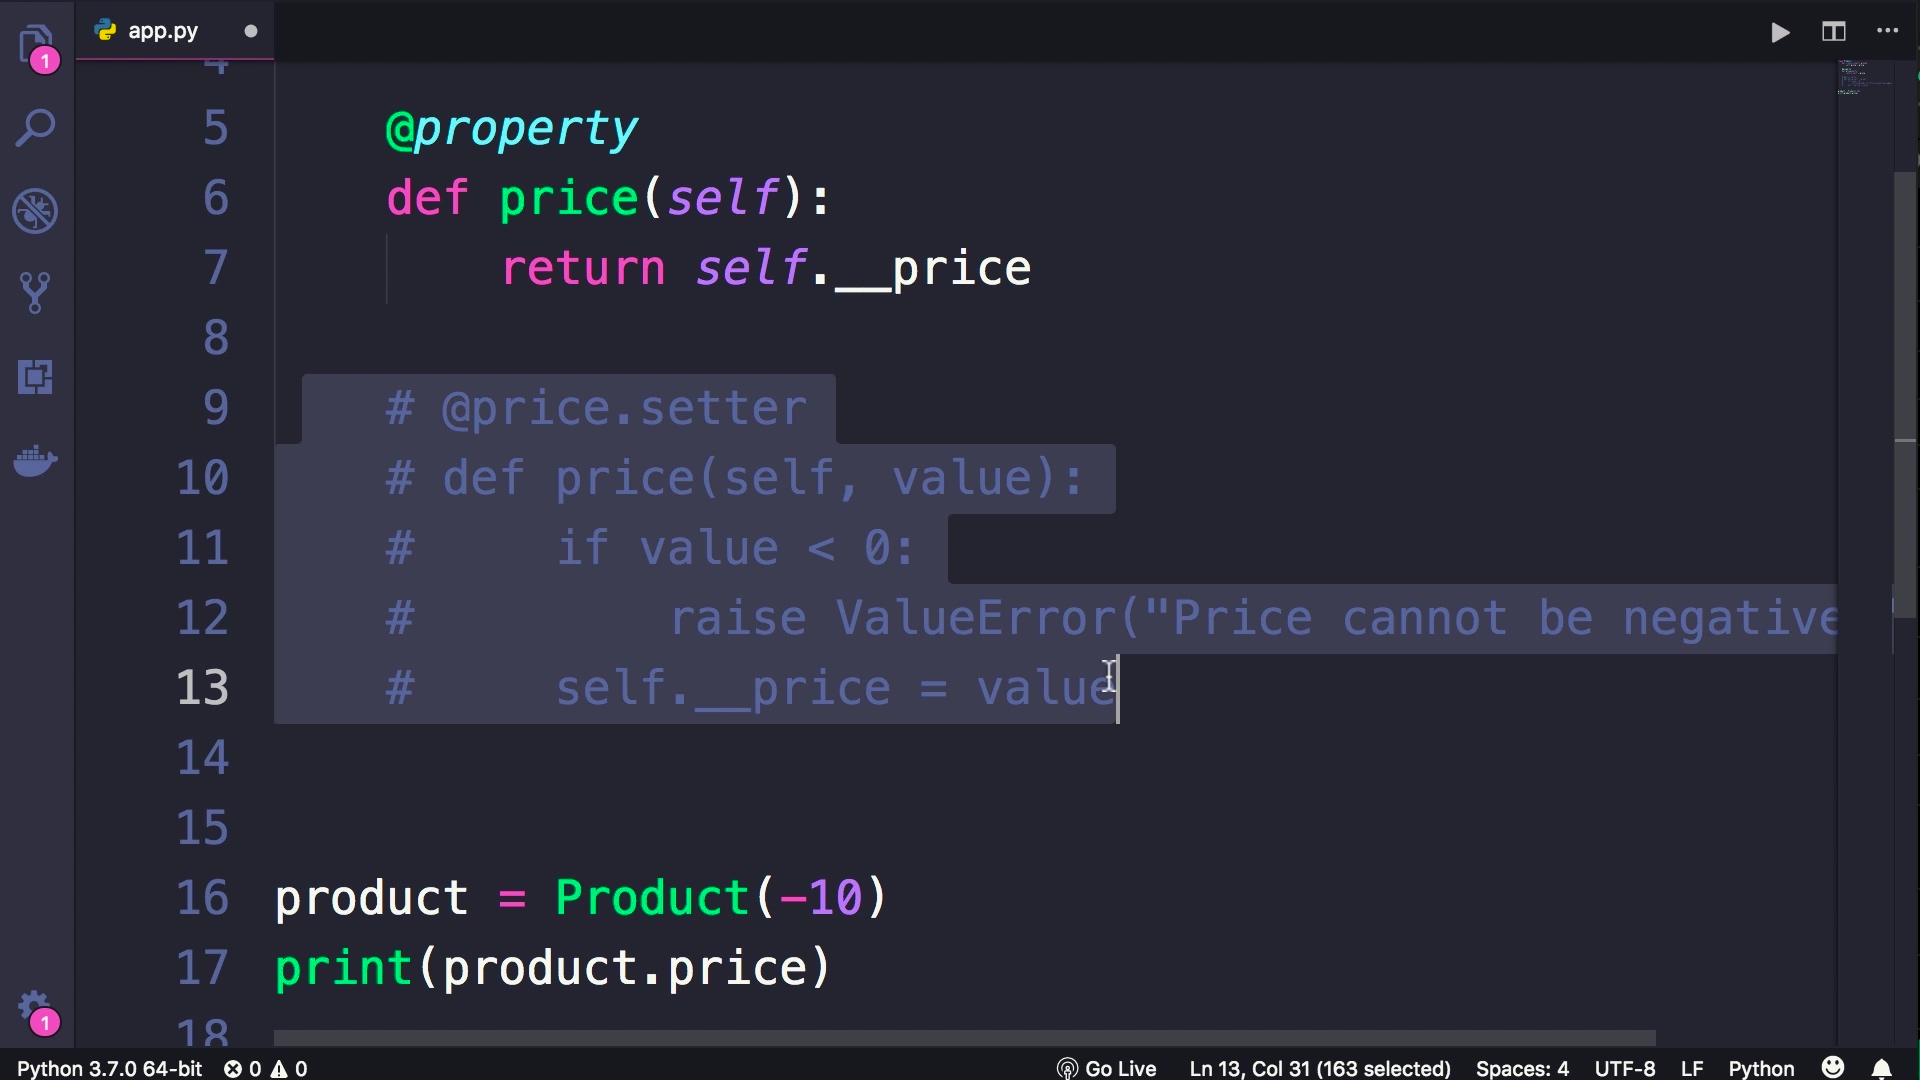 app.py
1
4
5 @property
6 def price(self):
7 return self.__price
8
9 # @price.setter
10 # def price(self, value):
11 # if value < 0:
12 # raise ValueError("Price cannot be negative
13 # self.__price = value
14
15
16 product = Product(-10)
17 print(product.price)
18
1
Python 3.7.0 64-bit 0 0 Go Live Ln 13, Col 31 (163 selected) Spaces: 4 UTF-8 LF Python